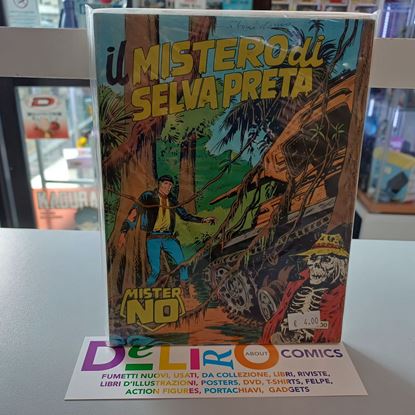 il MISTERO di
SELVA PRETA
MISTER
NO
€ 4.00
DELIRO ABOUT COMICS
FUMETTI NUOVI, USATI, DA COLLEZIONE, LIBRI, RIVISTE,
LIBRI D'ILLUSTRAZIONI, POSTERS, DVD, T-SHIRTS, FELPE,
ACTION FIGURES, PORTACHIAVI, GADGETS